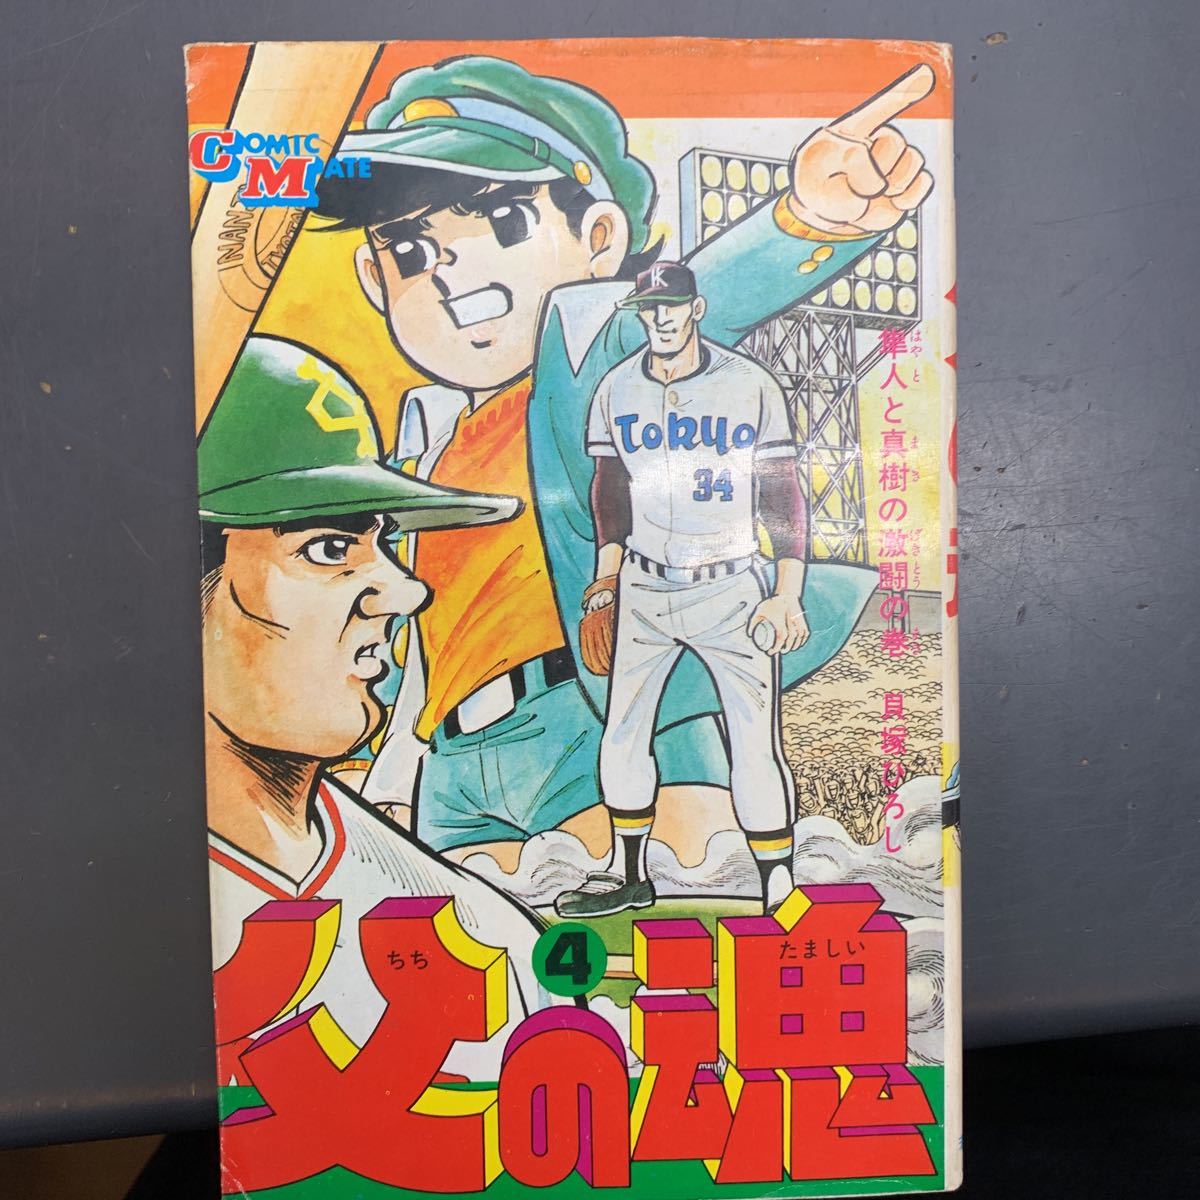 COMIC
MATE
隼人と真樹の激闘の巻 貝塚ひろし
はやと
まき
げきとう
まき
K
Tokyo
34
父の魂
ちち
4
たましい